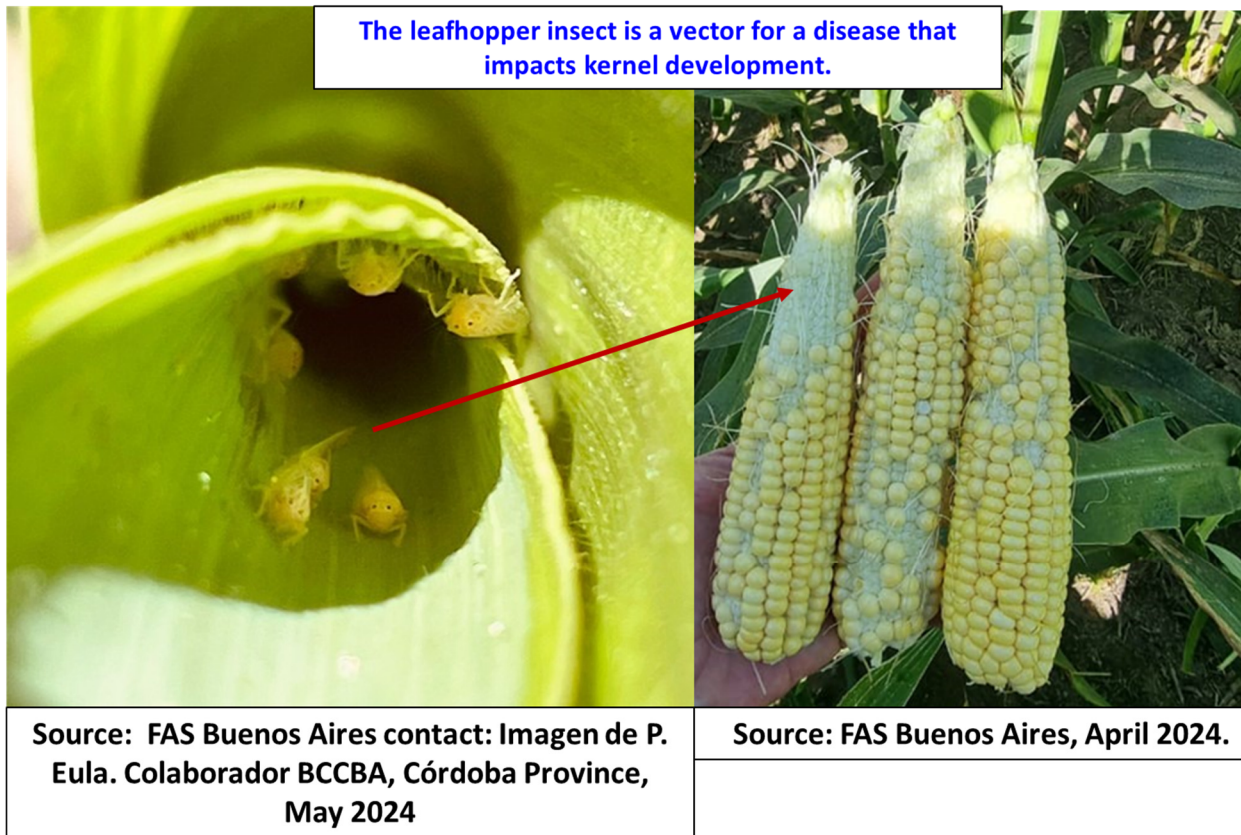 The leafhopper insect is a vector for a disease that
impacts kernel development.
Source:  FAS Buenos Aires contact: Imagen de P.
Eula. Colaborador BCCBA, Córdoba Province,
May 2024
Source: FAS Buenos Aires, April 2024.